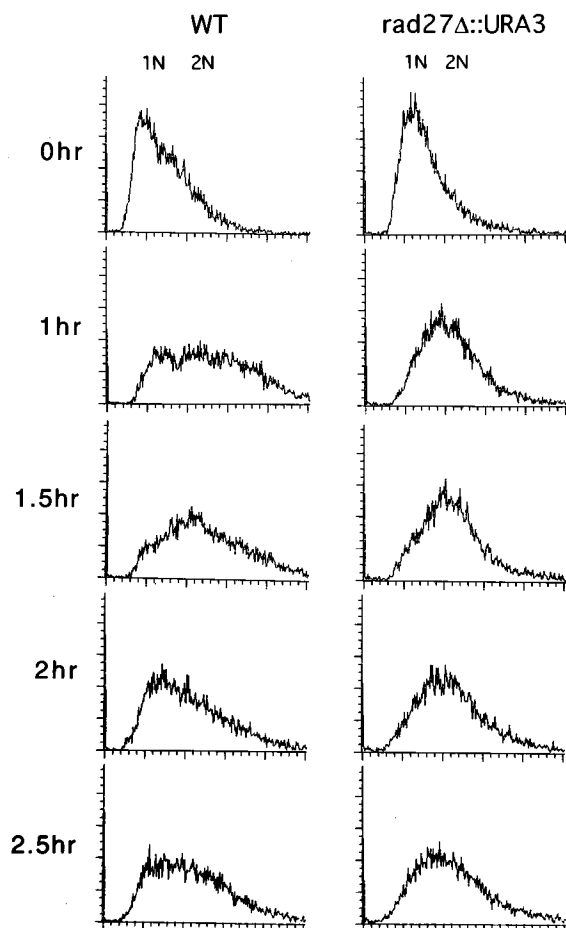 WT rad27Δ::URA3
1N 2N 1N 2N
0hr
1hr
1.5hr
2hr
2.5hr